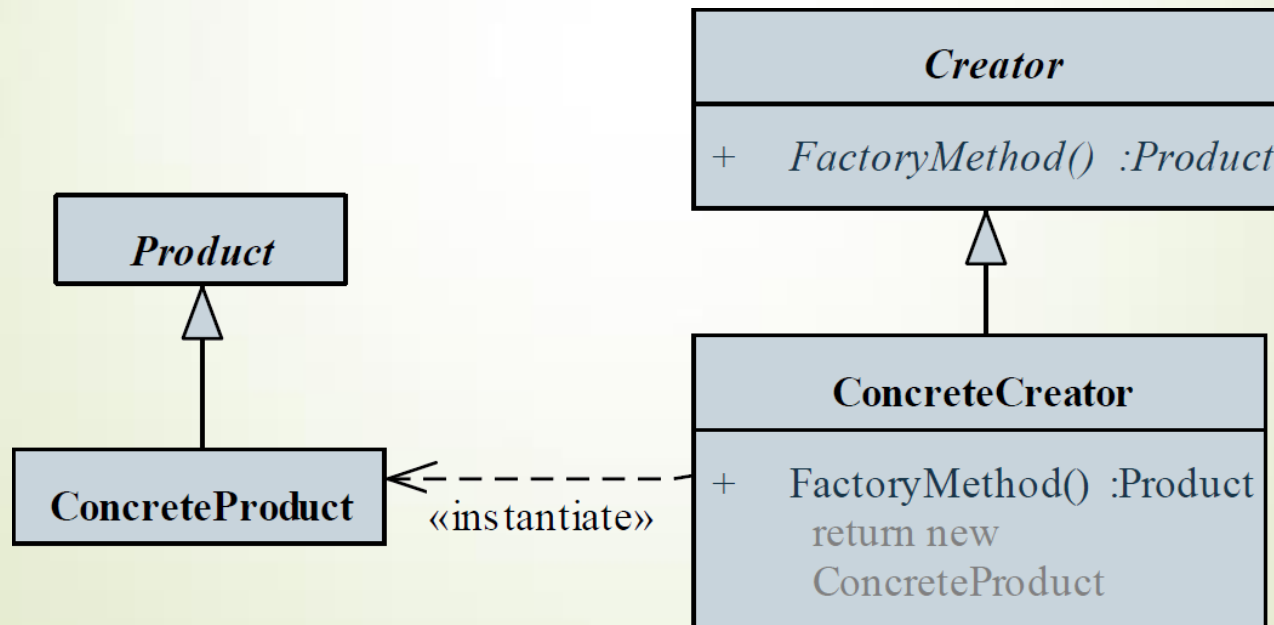 Creator
+ FactoryMethod() :Product
Product
ConcreteCreator
ConcreteProduct
«instantiate»
+ FactoryMethod() :Product
return new
ConcreteProduct